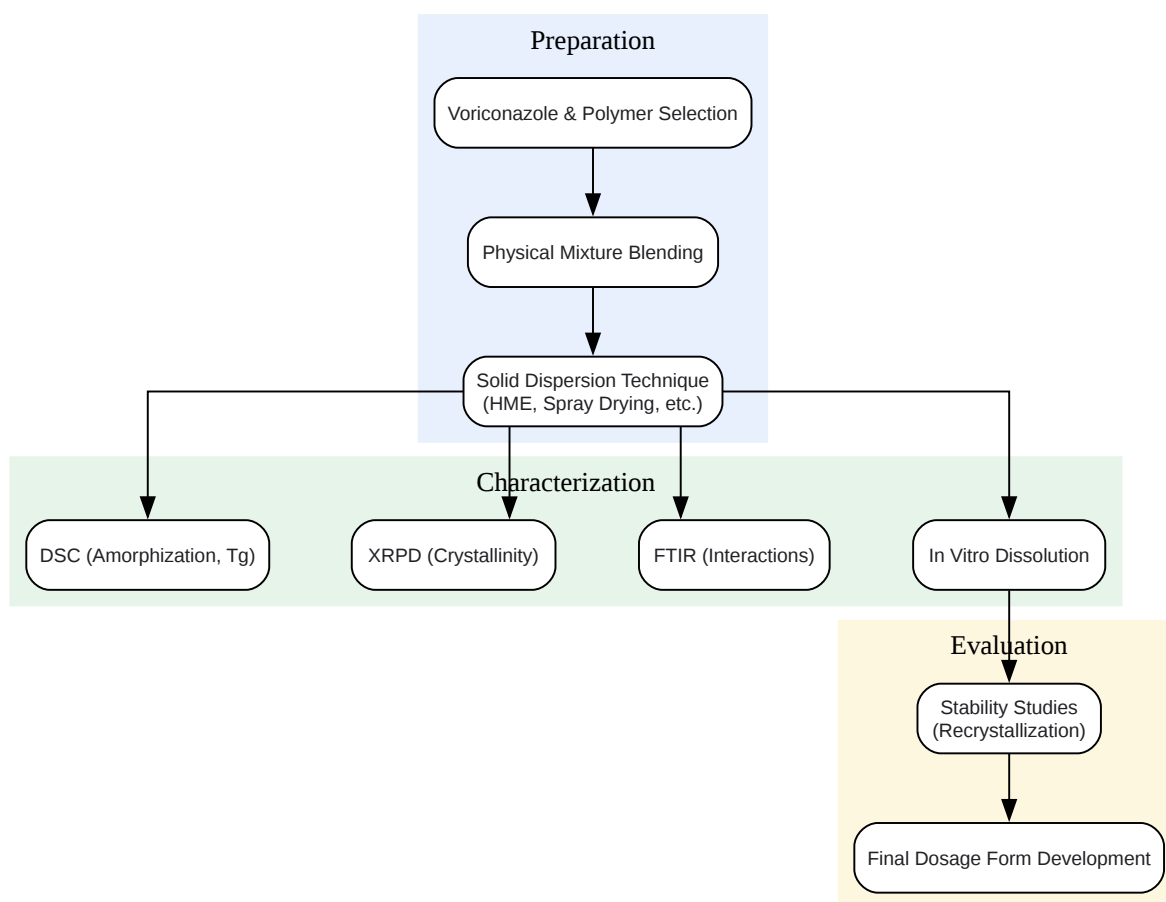 Preparation
Voriconazole & Polymer Selection
Physical Mixture Blending
Solid Dispersion Technique
(HME, Spray Drying, etc.)
Characterization
DSC (Amorphization, Tg)
XRPD (Crystallinity)
FTIR (Interactions)
In Vitro Dissolution
Evaluation
Stability Studies
(Recrystallization)
Final Dosage Form Development